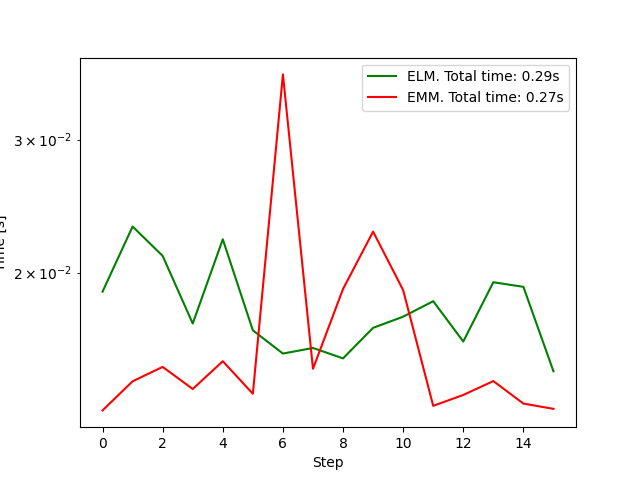 ELM. Total time: 0.29s
EMM. Total time: 0.27s
3 × 10⁻²
2 × 10⁻²
Time [s]
0 2 4 6 8 10 12 14
Step